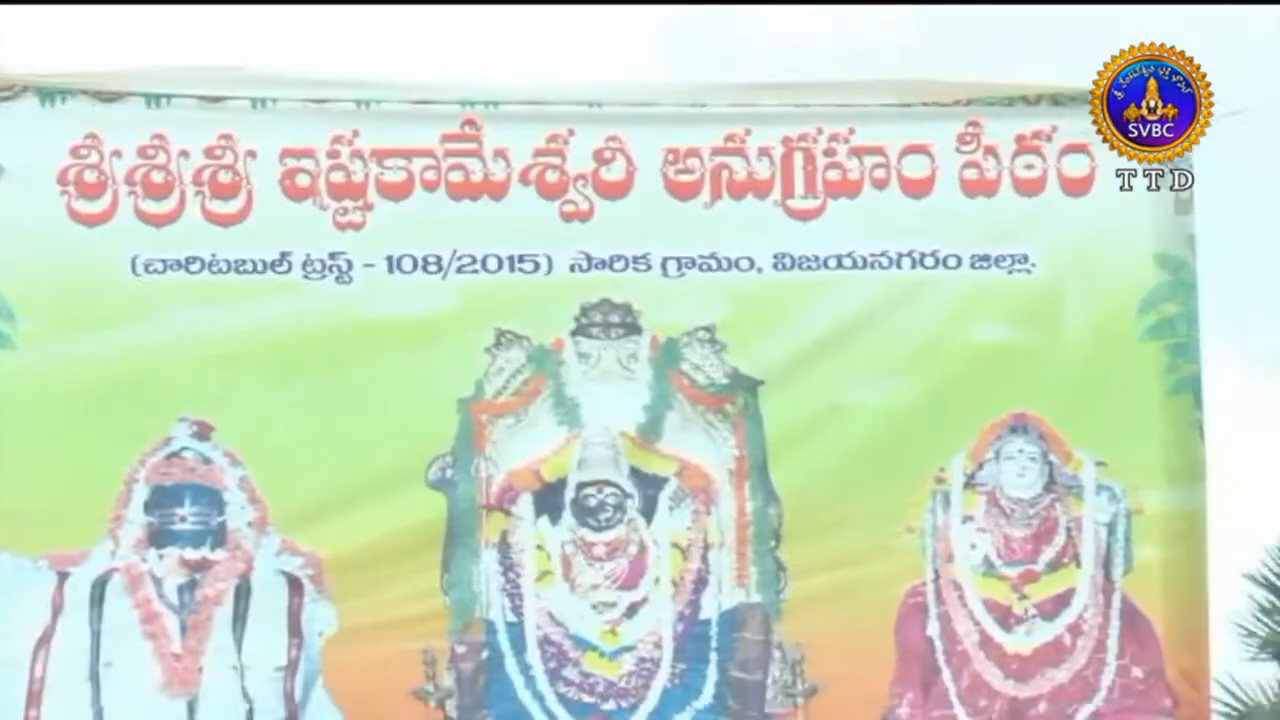 శ్రీశ్రీశ్రీ ఇష్టకామేశ్వరీ అనుగ్రహం పీఠం
(చారిటబుల్ ట్రస్ట్ - 108/2015) సారిక గ్రామం, విజయనగరం జిల్లా.
SVBC
TTD